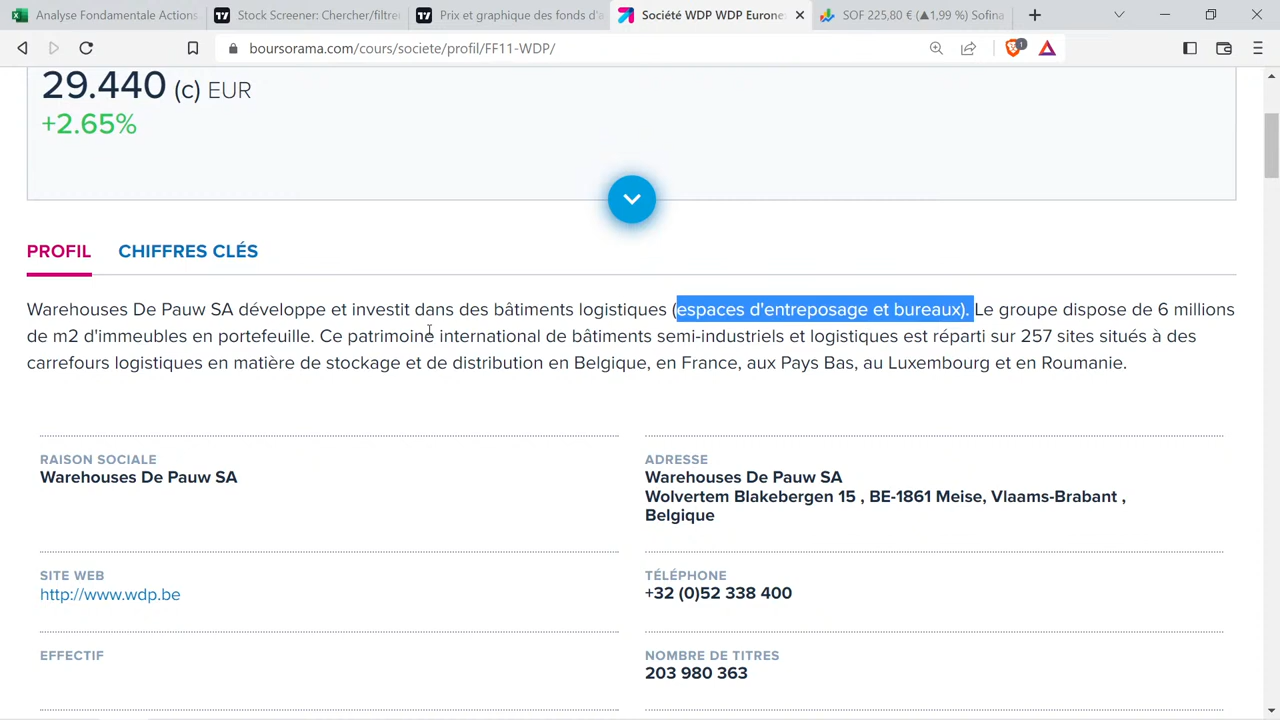 Analyse Fondamentale Actions
Stock Screener: Chercher/filtrer
Prix et graphique des fonds d'a
Société WDP WDP Eurone
SOF 225,80 € (▲1,99 %) Sofina
boursorama.com/cours/societe/profil/FF11-WDP/
1
29.440 (c) EUR
+2.65%
PROFIL CHIFFRES CLÉS
Warehouses De Pauw SA développe et investit dans des bâtiments logistiques (espaces d'entreposage et bureaux). Le groupe dispose de 6 millions
de m2 d'immeubles en portefeuille. Ce patrimoine international de bâtiments semi-industriels et logistiques est réparti sur 257 sites situés à des
carrefours logistiques en matière de stockage et de distribution en Belgique, en France, aux Pays Bas, au Luxembourg et en Roumanie.
RAISON SOCIALE
Warehouses De Pauw SA
ADRESSE
Warehouses De Pauw SA
Wolvertem Blakebergen 15 , BE-1861 Meise, Vlaams-Brabant ,
Belgique
SITE WEB
http://www.wdp.be
TÉLÉPHONE
+32 (0)52 338 400
EFFECTIF
NOMBRE DE TITRES
203 980 363